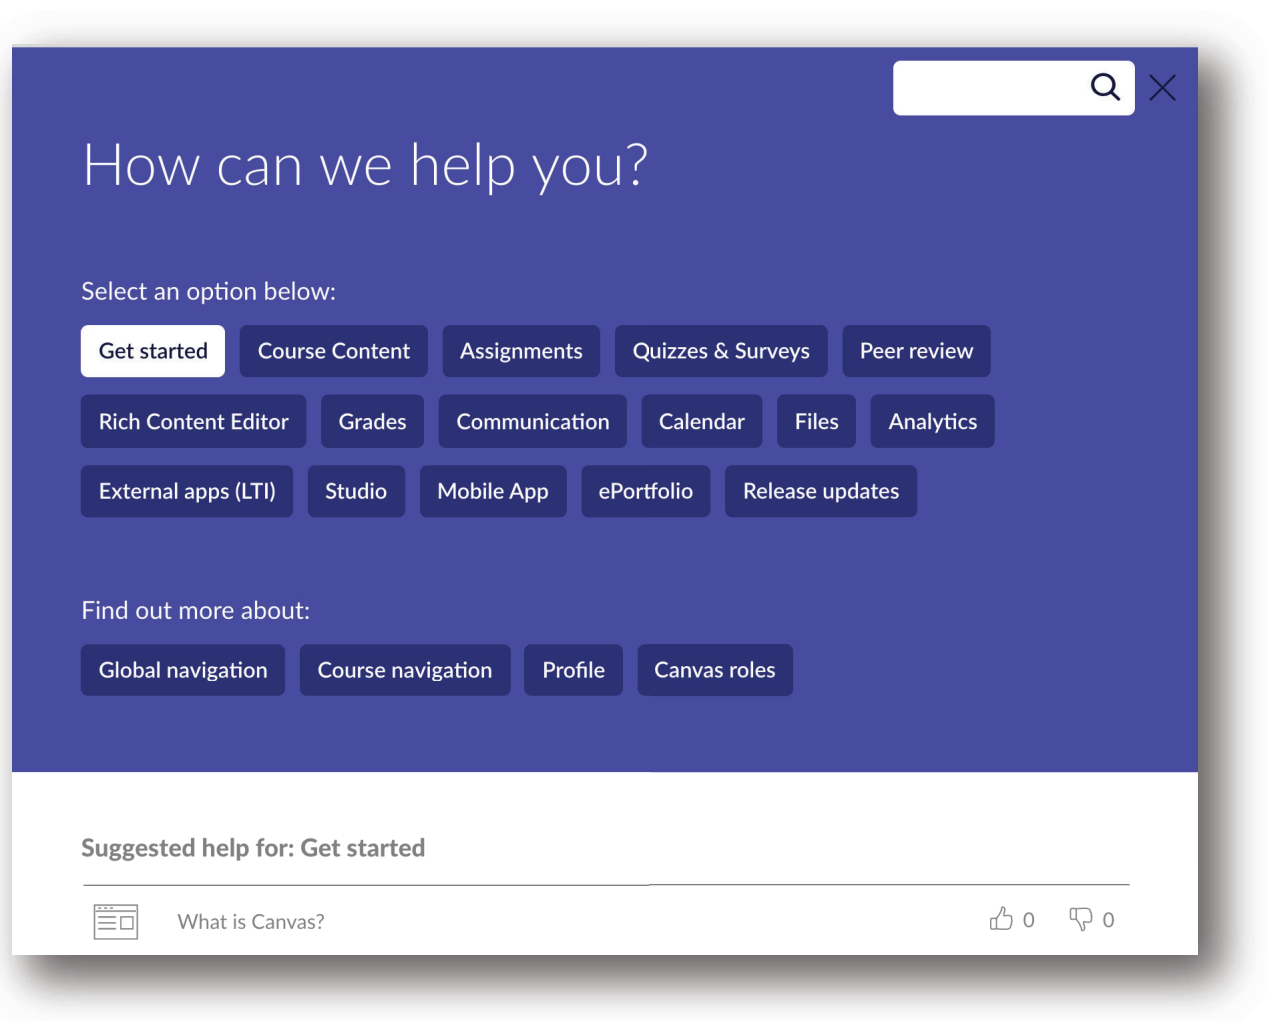 How can we help you?
Select an option below:
Get started Course Content Assignments Quizzes & Surveys Peer review
Rich Content Editor Grades Communication Calendar Files Analytics
External apps (LTI) Studio Mobile App ePortfolio Release updates
Find out more about:
Global navigation Course navigation Profile Canvas roles
Suggested help for: Get started
What is Canvas? 0 0